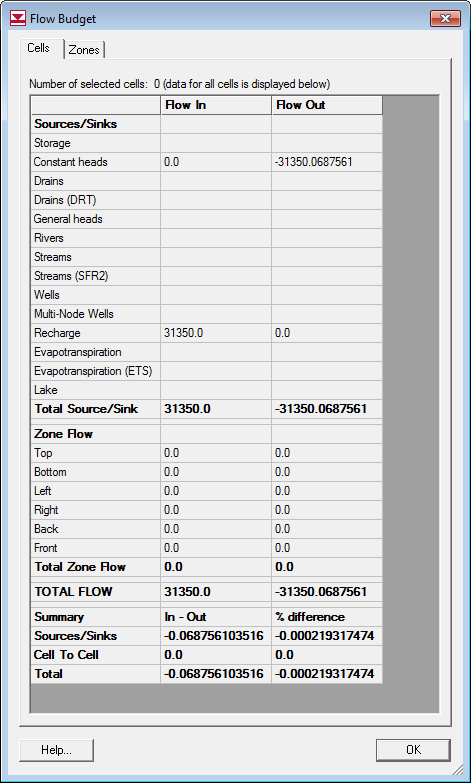 Flow Budget
Cells Zones
Number of selected cells: 0 (data for all cells is displayed below)
Flow In Flow Out
Sources/Sinks
Storage
Constant heads 0.0 -31350.0687561
Drains
Drains (DRT)
General heads
Rivers
Streams
Streams (SFR2)
Wells
Multi-Node Wells
Recharge 31350.0 0.0
Evapotranspiration
Evapotranspiration (ETS)
Lake
Total Source/Sink 31350.0 -31350.0687561
Zone Flow
Top 0.0 0.0
Bottom 0.0 0.0
Left 0.0 0.0
Right 0.0 0.0
Back 0.0 0.0
Front 0.0 0.0
Total Zone Flow 0.0 0.0
TOTAL FLOW 31350.0 -31350.0687561
Summary In - Out % difference
Sources/Sinks -0.068756103516 -0.000219317474
Cell To Cell 0.0 0.0
Total -0.068756103516 -0.000219317474
Help... OK